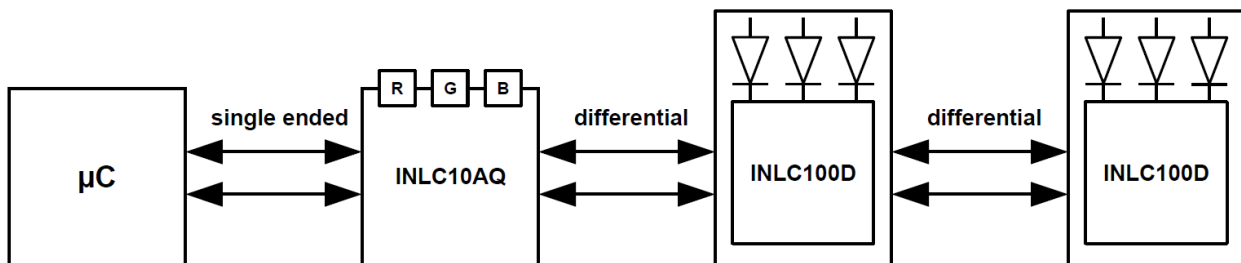 single ended
differential
differential
R G B
µC
INLC10AQ
INLC100D
INLC100D